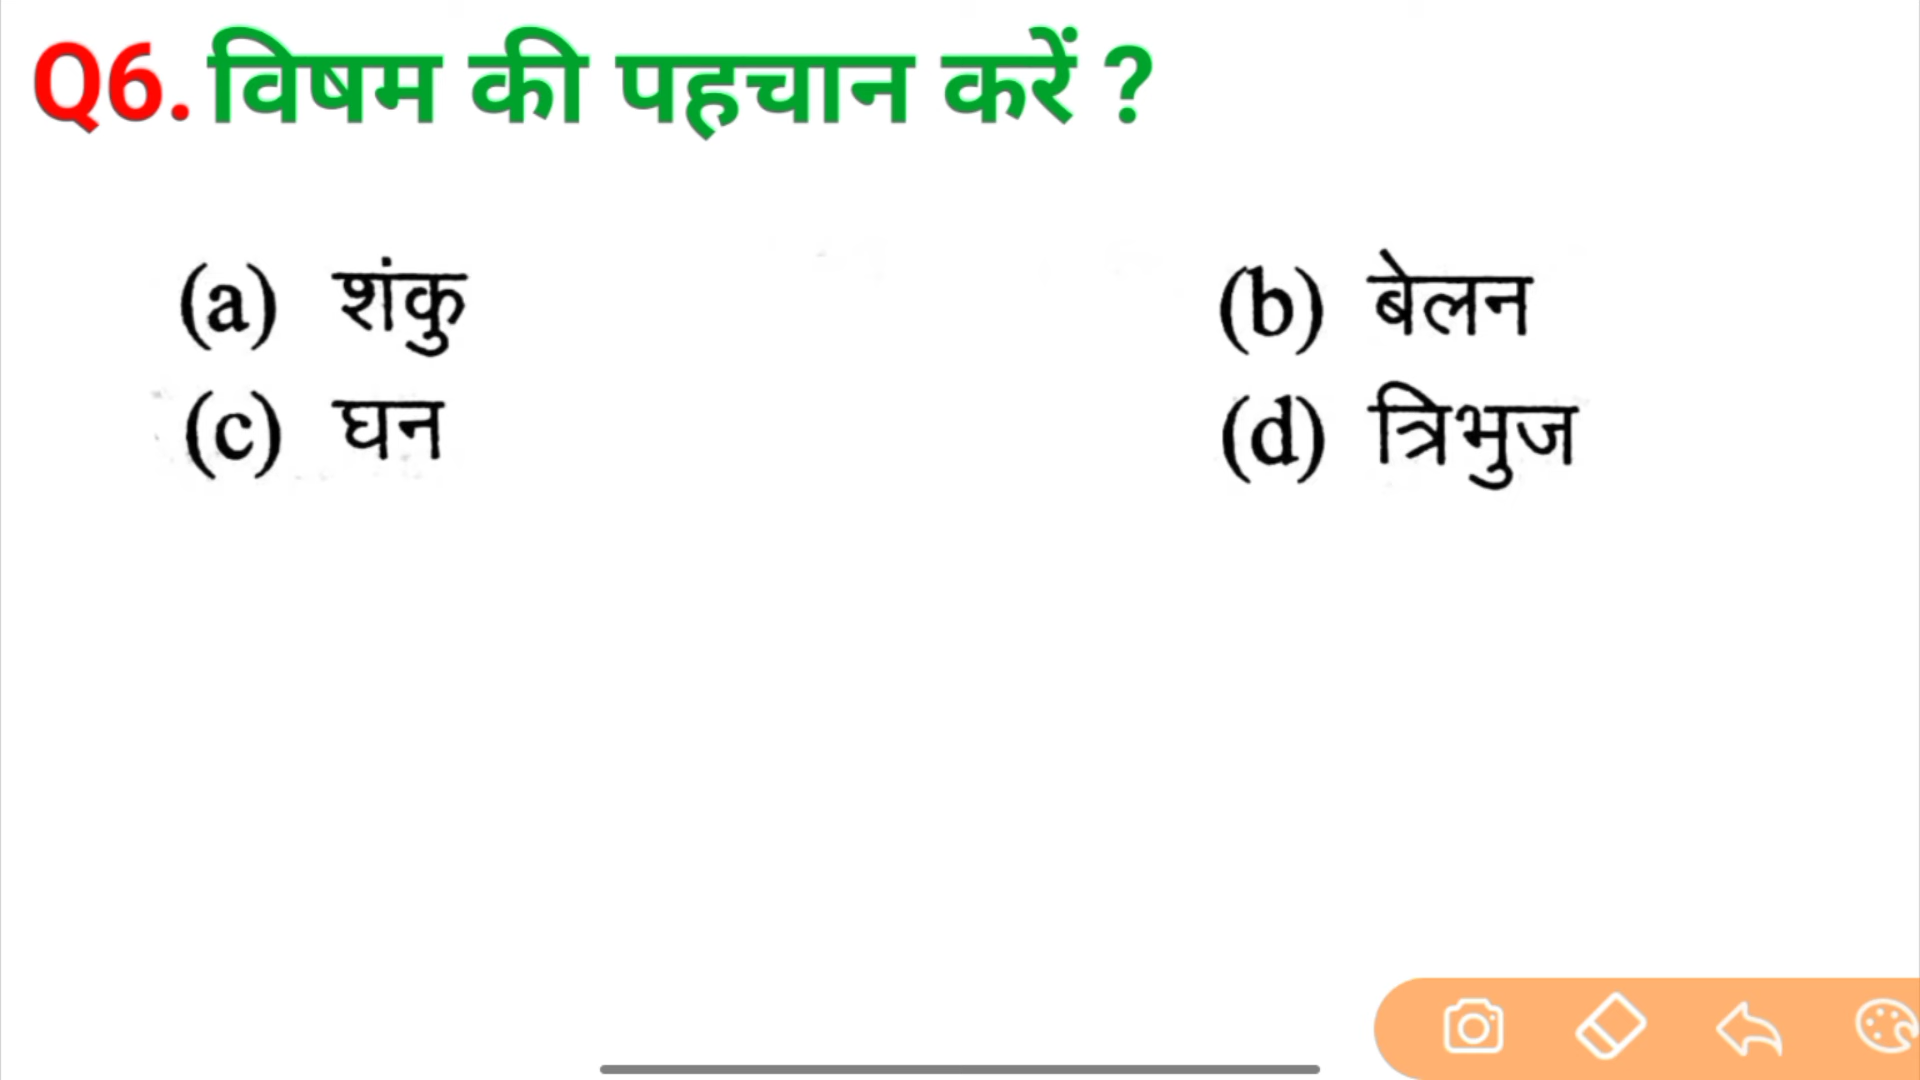 Q6. विषम की पहचान करें ?
(a) शंकु (b) बेलन
(c) घन (d) त्रिभुज